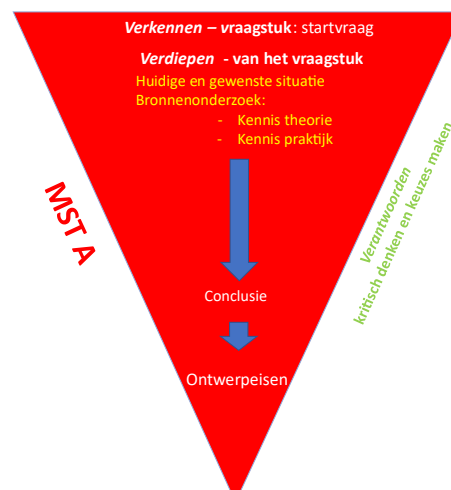 Verkennen – vraagstuk: startvraag
Verdiepen - van het vraagstuk
Huidige en gewenste situatie
Bronnenonderzoek:
- Kennis theorie
- Kennis praktijk
MST A
Verantwoorden
kritisch denken en keuzes maken
Conclusie
Ontwerpeisen